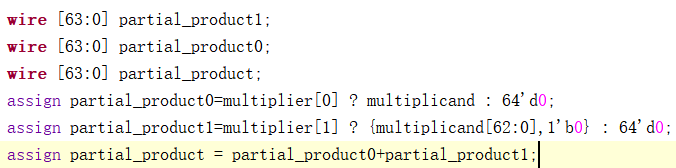 wire [63:0] partial_product1;
wire [63:0] partial_product0;
wire [63:0] partial_product;
assign partial_product0=multiplier[0] ? multiplicand : 64'd0;
assign partial_product1=multiplier[1] ? {multiplicand[62:0],1'b0} : 64'd0;
assign partial_product = partial_product0+partial_product1;